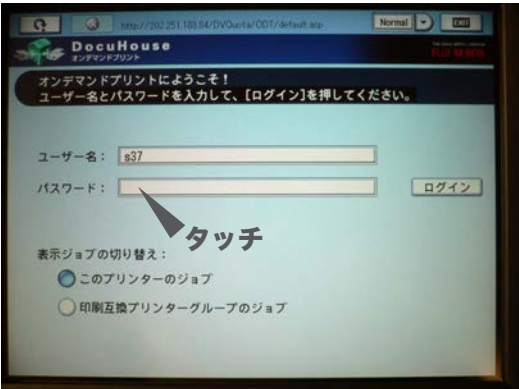 http://202.251.183.84/DVQuota/ODT/default.asp
Normal
EXIT
DocuHouse
オンデマンドプリント
オンデマンドプリントにようこそ!
ユーザー名とパスワードを入力して、[ログイン]を押してください。
ユーザー名: s37
パスワード:
ログイン
タッチ
表示ジョブの切り替え:
このプリンターのジョブ
印刷互換プリンターグループのジョブ